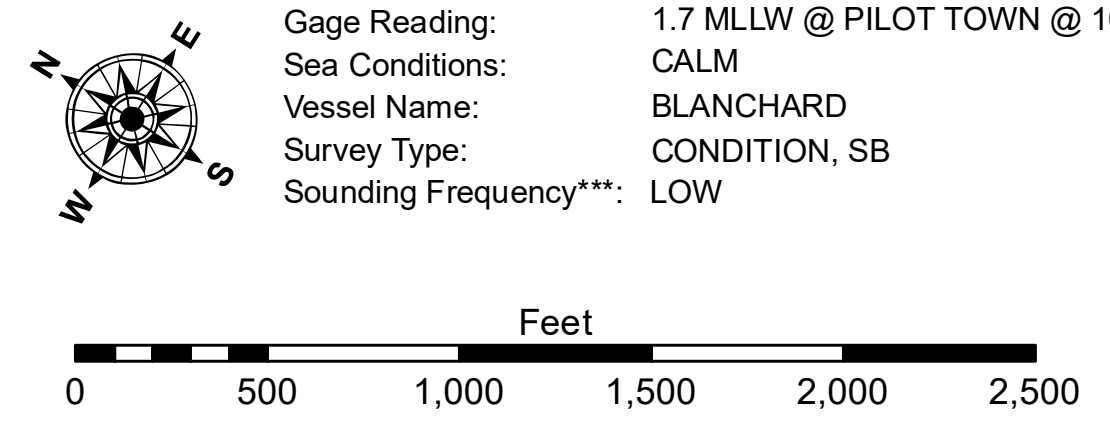 N
E
S
W
Gage Reading: 1.7 MLLW @ PILOT TOWN @
Sea Conditions: CALM
Vessel Name: BLANCHARD
Survey Type: CONDITION, SB
Sounding Frequency***: LOW
Feet
0 500 1,000 1,500 2,000 2,500